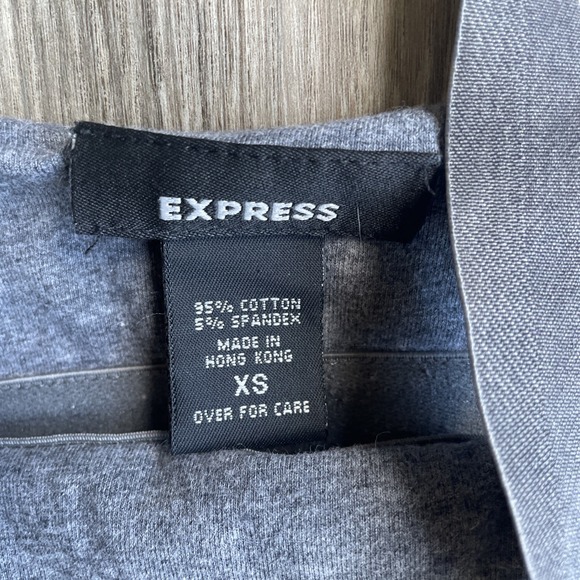 EXPRESS
95% COTTON
5% SPANDEX
MADE IN
HONG KONG
XS
OVER FOR CARE